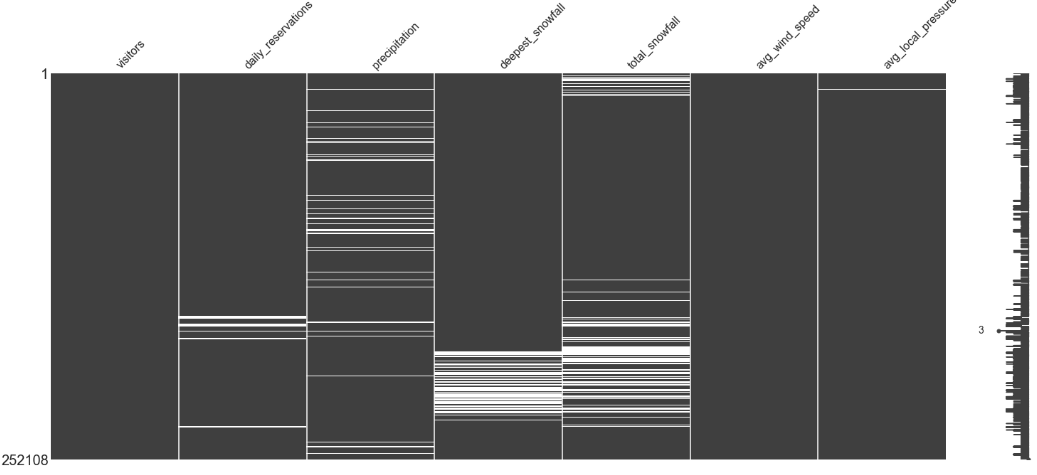 visitors
daily_reservations
precipitation
deepest_snowfall
total_snowfall
avg_wind_speed
avg_local_pressure
1
3
252108